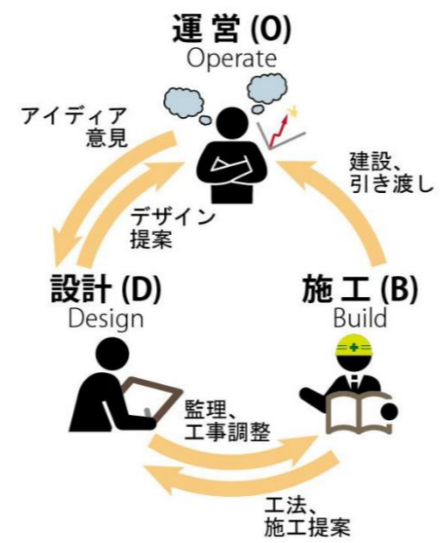 運営(O)
Operate
アイディア
意見
建設、
引き渡し
デザイン
提案
設計(D)
Design
施工(B)
Build
監理、
工事調整
工法、
施工提案